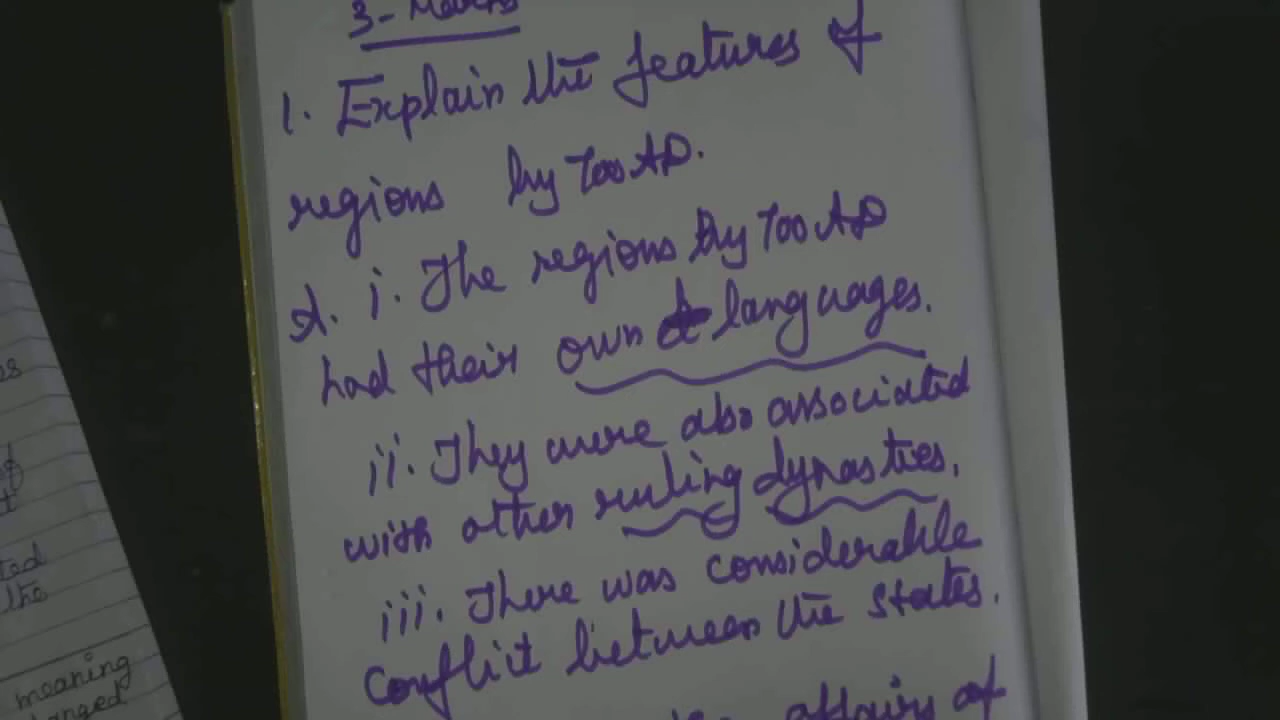 3- Marks
1. Explain the features of
regions by 700 AD.
A. i. The regions by 700 AD
had their own languages.
ii. They were also associated
with other ruling dynasties.
iii. There was considerable
conflict between the states.
affairs of
ted
the
meaning